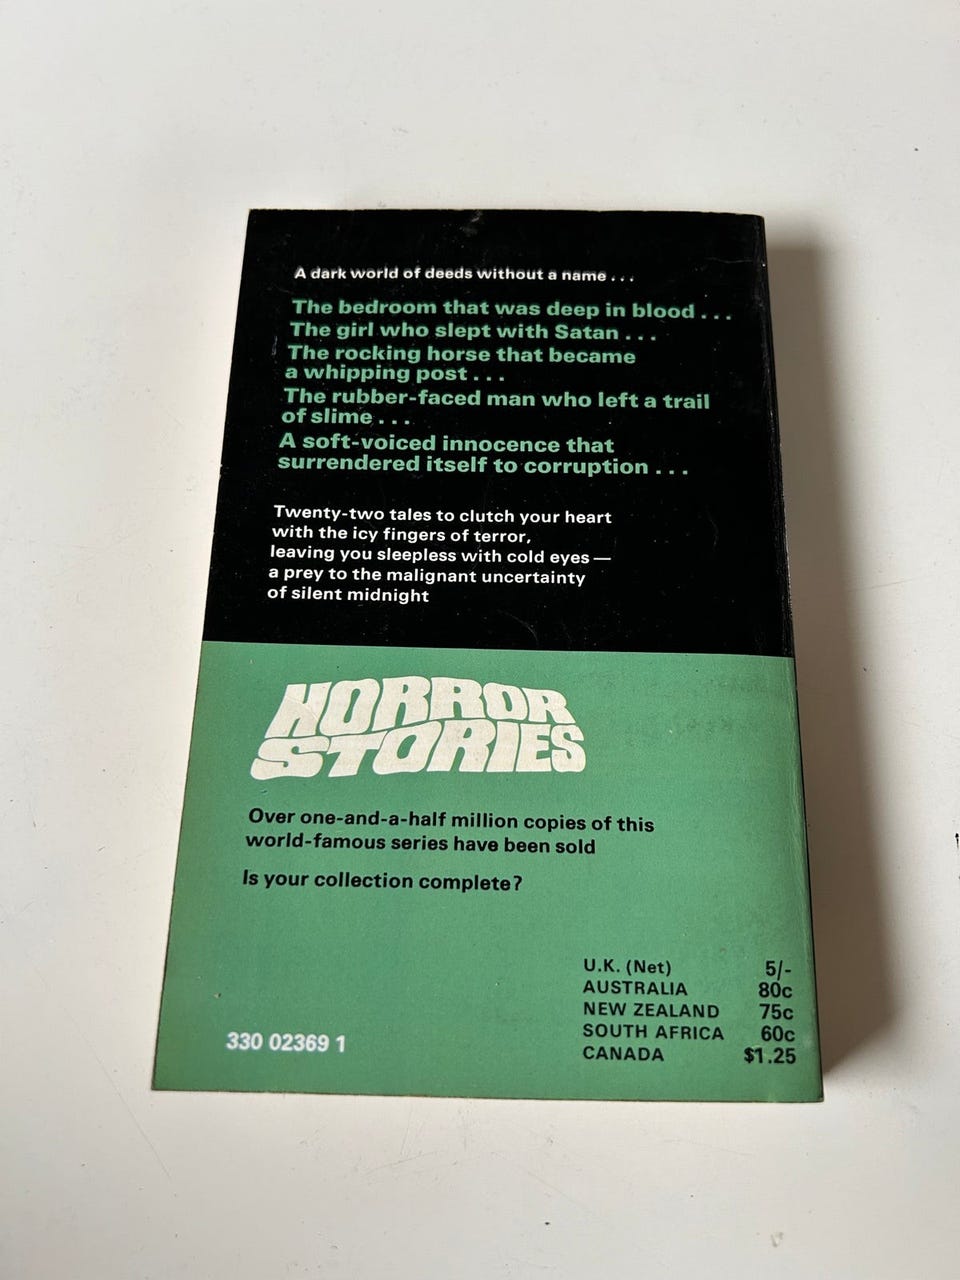 A dark world of deeds without a name . . .
The bedroom that was deep in blood . . .
The girl who slept with Satan . . .
The rocking horse that became
a whipping post . . .
The rubber-faced man who left a trail
of slime . . .
A soft-voiced innocence that
surrendered itself to corruption . . .
Twenty-two tales to clutch your heart
with the icy fingers of terror,
leaving you sleepless with cold eyes —
a prey to the malignant uncertainty
of silent midnight
HORROR
STORIES
Over one-and-a-half million copies of this
world-famous series have been sold
Is your collection complete?
U.K. (Net) 5/-
AUSTRALIA 80c
NEW ZEALAND 75c
SOUTH AFRICA 60c
CANADA $1.25
330 02369 1